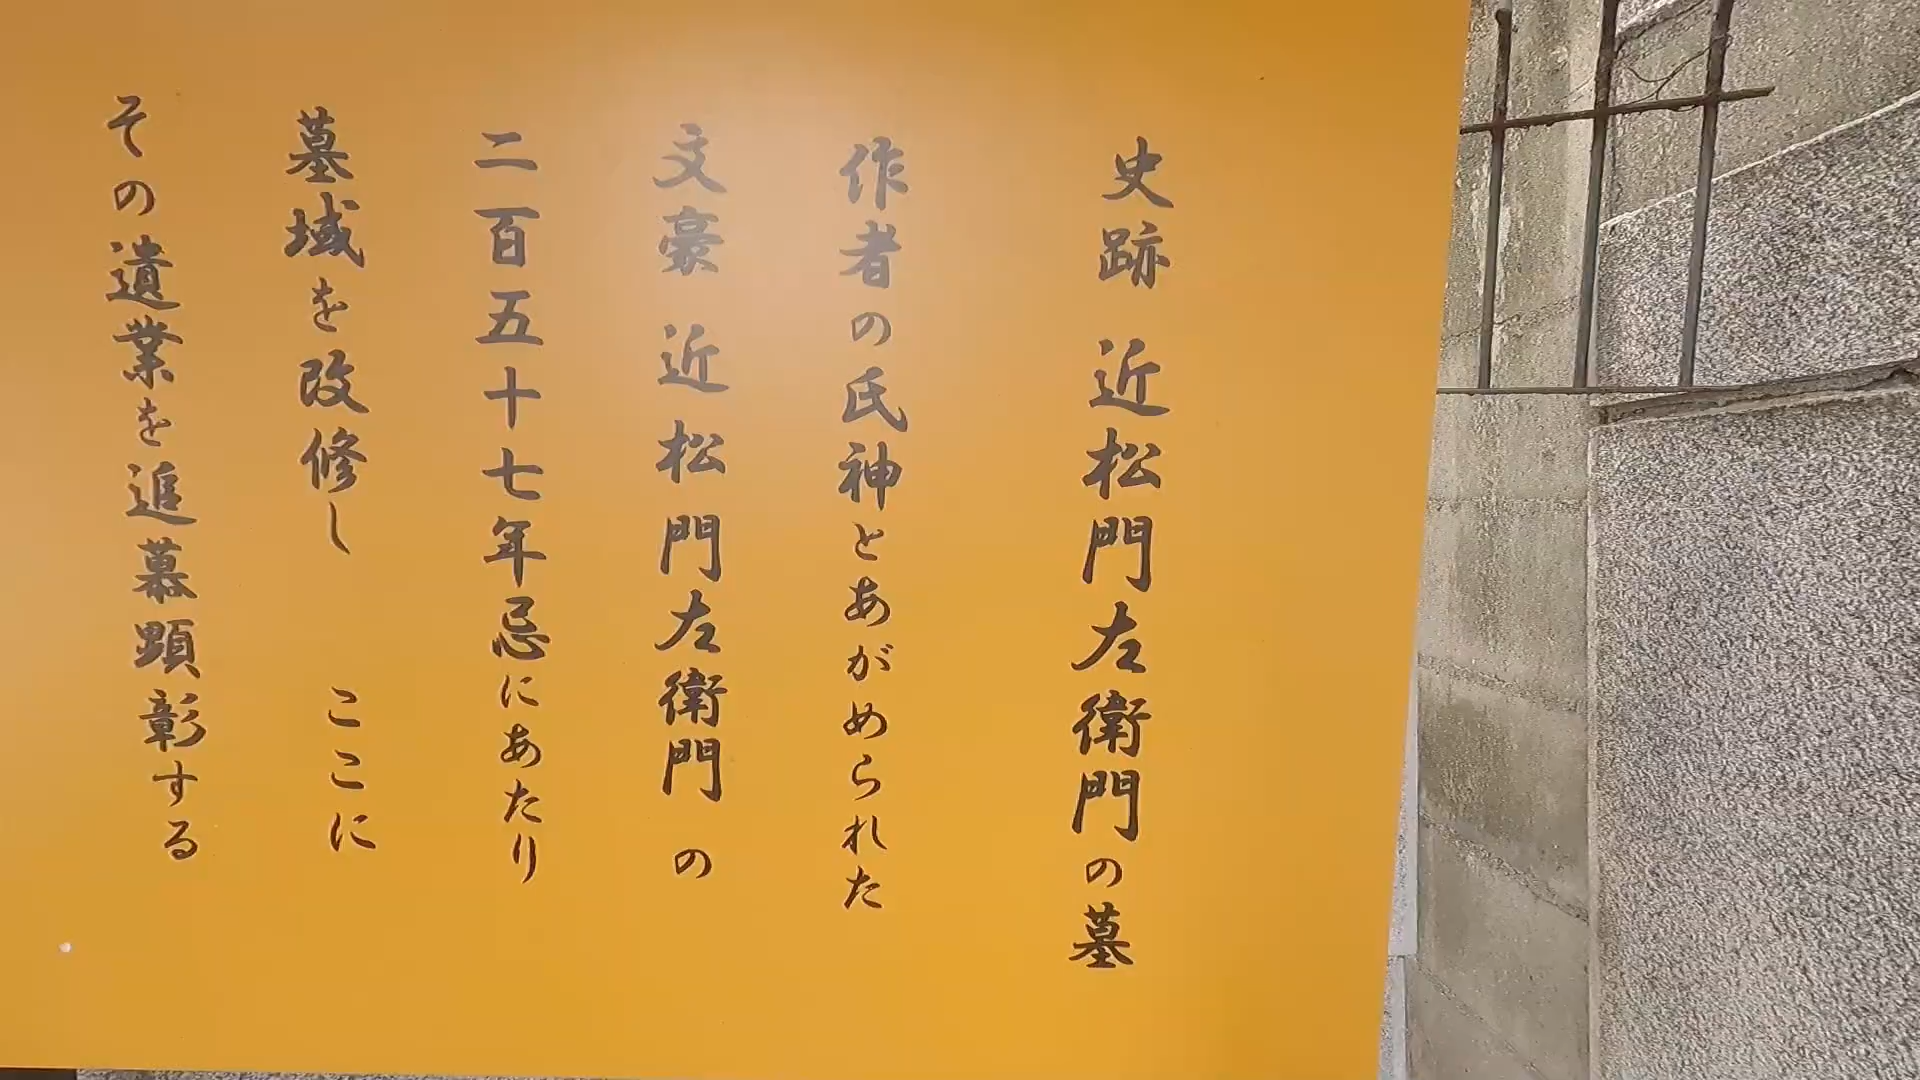 史跡 近松門左衛門の墓
作者の氏神とあがめられた
文豪 近松門左衛門 の
二百五十七年忌にあたり
墓域を改修し ここに
その遺業を追慕顕彰する